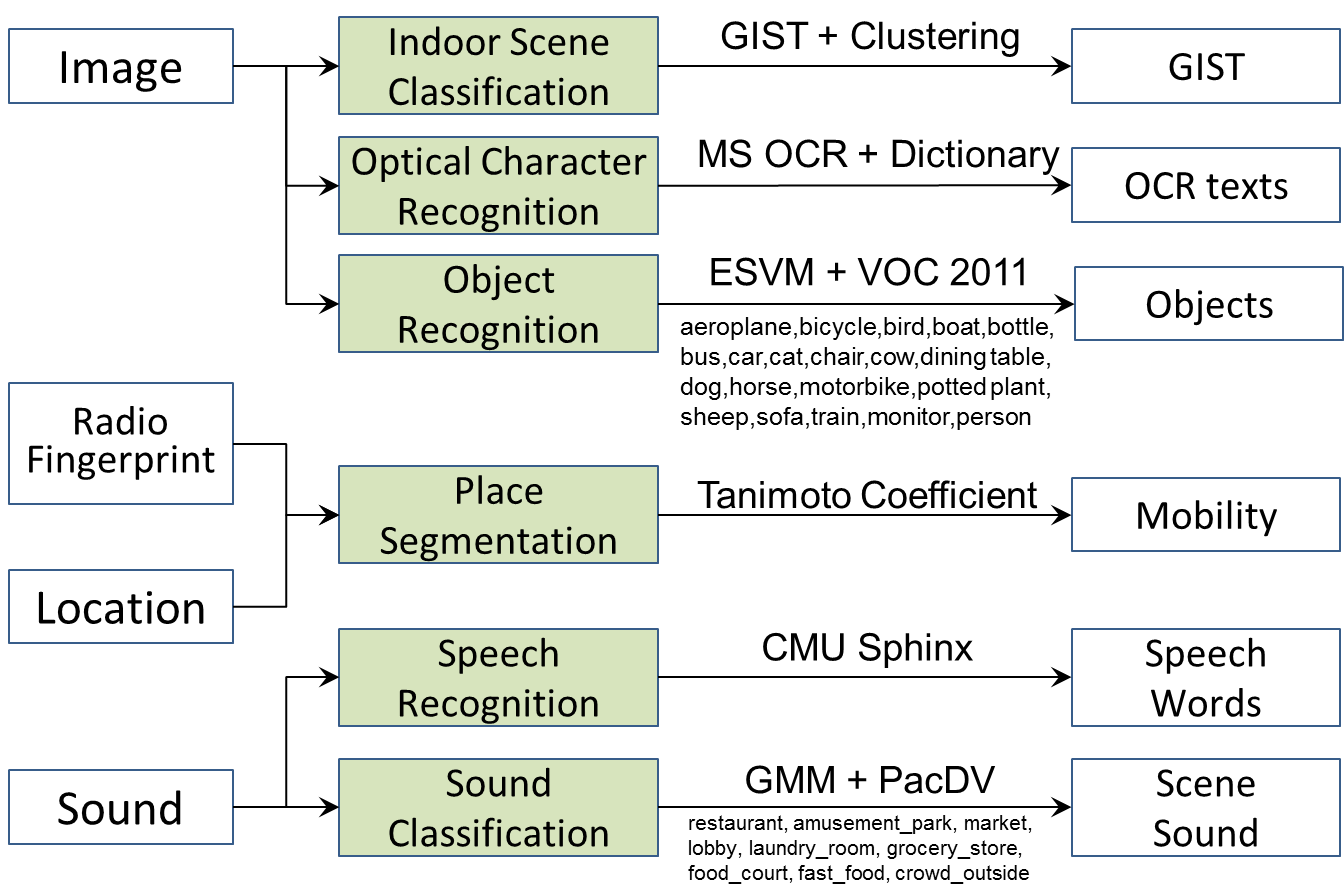 Image
Indoor Scene
Classification
GIST + Clustering
GIST
Optical Character
Recognition
MS OCR + Dictionary
OCR texts
Object
Recognition
ESVM + VOC 2011
aeroplane,bicycle,bird,boat,bottle,
bus,car,cat,chair,cow,dining table,
dog,horse,motorbike,potted plant,
sheep,sofa,train,monitor,person
Objects
Radio
Fingerprint
Location
Place
Segmentation
Tanimoto Coefficient
Mobility
Sound
Speech
Recognition
CMU Sphinx
Speech
Words
Sound
Classification
GMM + PacDV
restaurant, amusement_park, market,
lobby, laundry_room, grocery_store,
food_court, fast_food, crowd_outside
Scene
Sound